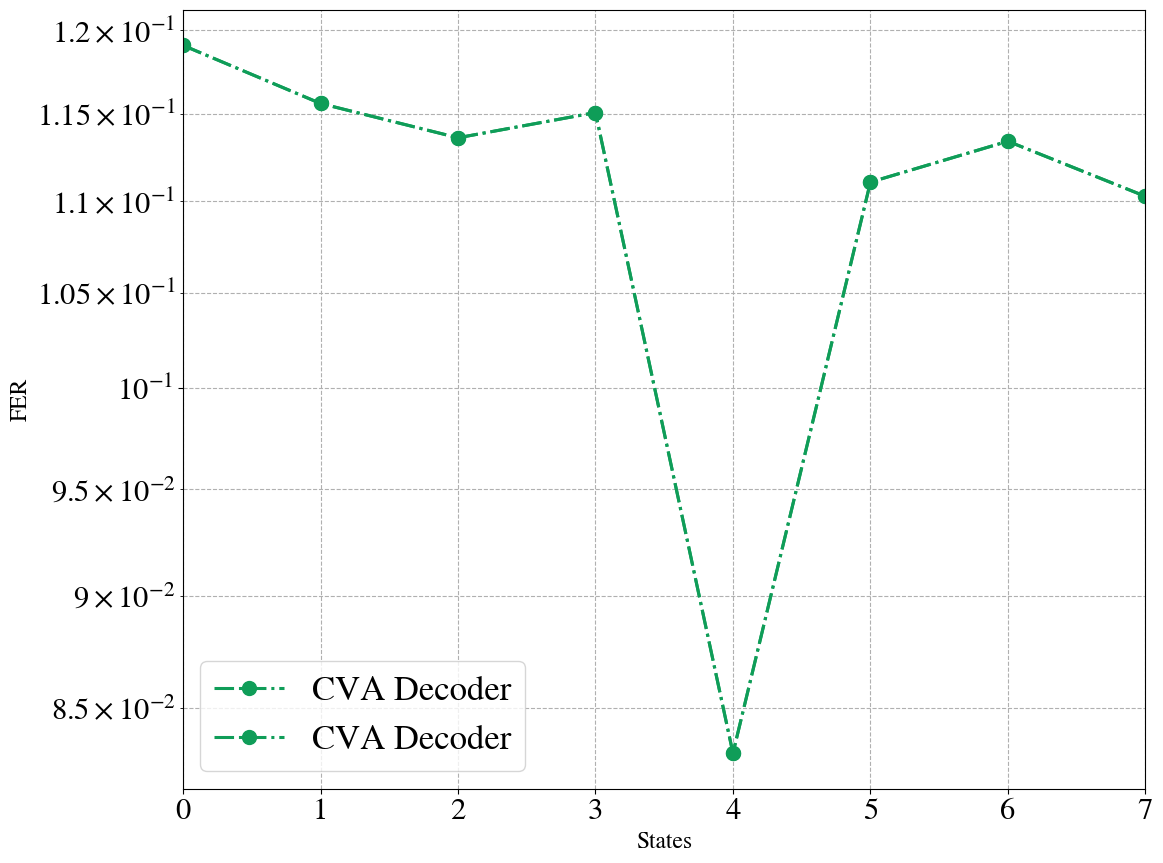 1.2 × 10⁻¹
1.15 × 10⁻¹
1.1 × 10⁻¹
1.05 × 10⁻¹
10⁻¹
9.5 × 10⁻²
9 × 10⁻²
8.5 × 10⁻²
FER
CVA Decoder
CVA Decoder
0 1 2 3 4 5 6 7
States